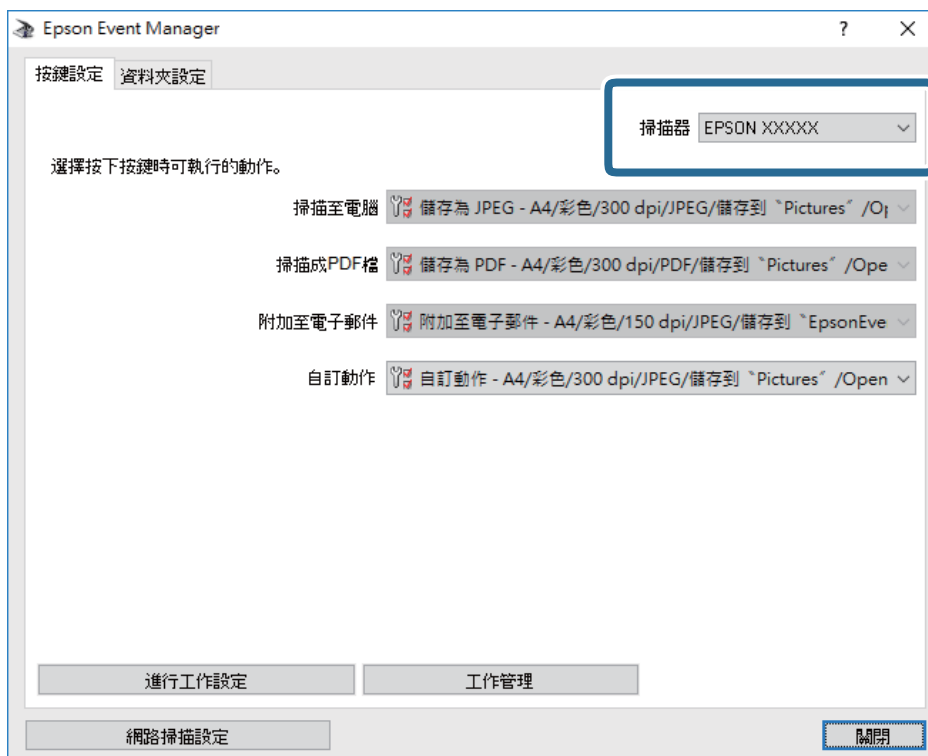 Epson Event Manager
按鍵設定 資料夾設定
掃描器 EPSON XXXXX
選擇按下按鍵時可執行的動作。
掃描至電腦 儲存為 JPEG - A4/彩色/300 dpi/JPEG/儲存到〝Pictures〞/Op
掃描成PDF檔 儲存為 PDF - A4/彩色/300 dpi/PDF/儲存到〝Pictures〞/Ope
附加至電子郵件 附加至電子郵件 - A4/彩色/150 dpi/JPEG/儲存到〝EpsonEve
自訂動作 自訂動作 - A4/彩色/300 dpi/JPEG/儲存到〝Pictures〞/Open
進行工作設定 工作管理
網路掃描設定 關閉